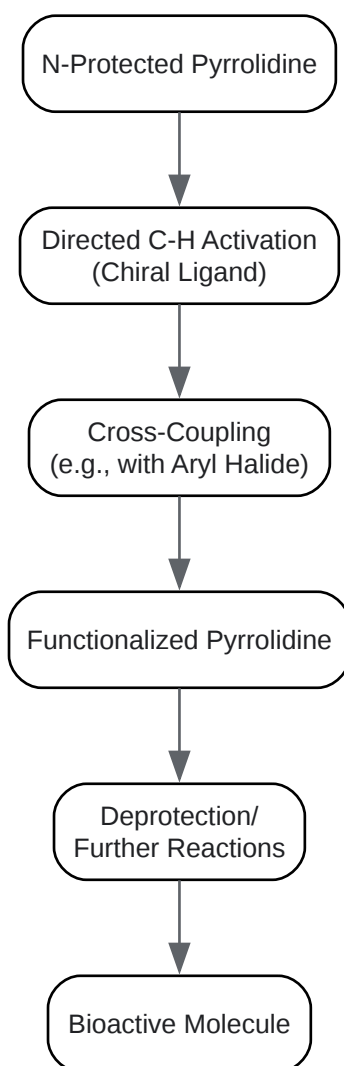 N-Protected Pyrrolidine
Directed C-H Activation
(Chiral Ligand)
Cross-Coupling
(e.g., with Aryl Halide)
Functionalized Pyrrolidine
Deprotection/
Further Reactions
Bioactive Molecule